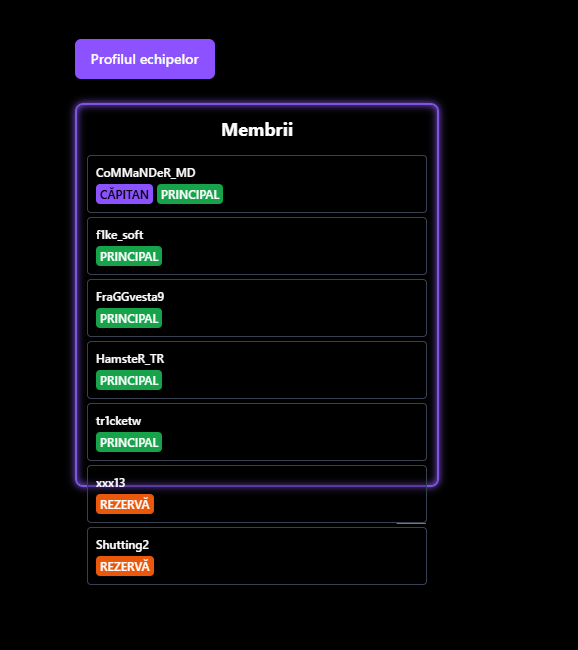 Profilul echipelor
Membrii
CoMMaNDeR_MD
CĂPITAN PRINCIPAL
f1ke_soft
PRINCIPAL
FraGGvesta9
PRINCIPAL
HamsteR_TR
PRINCIPAL
tr1cketw
PRINCIPAL
xxx13
REZERVĂ
Shutting2
REZERVĂ